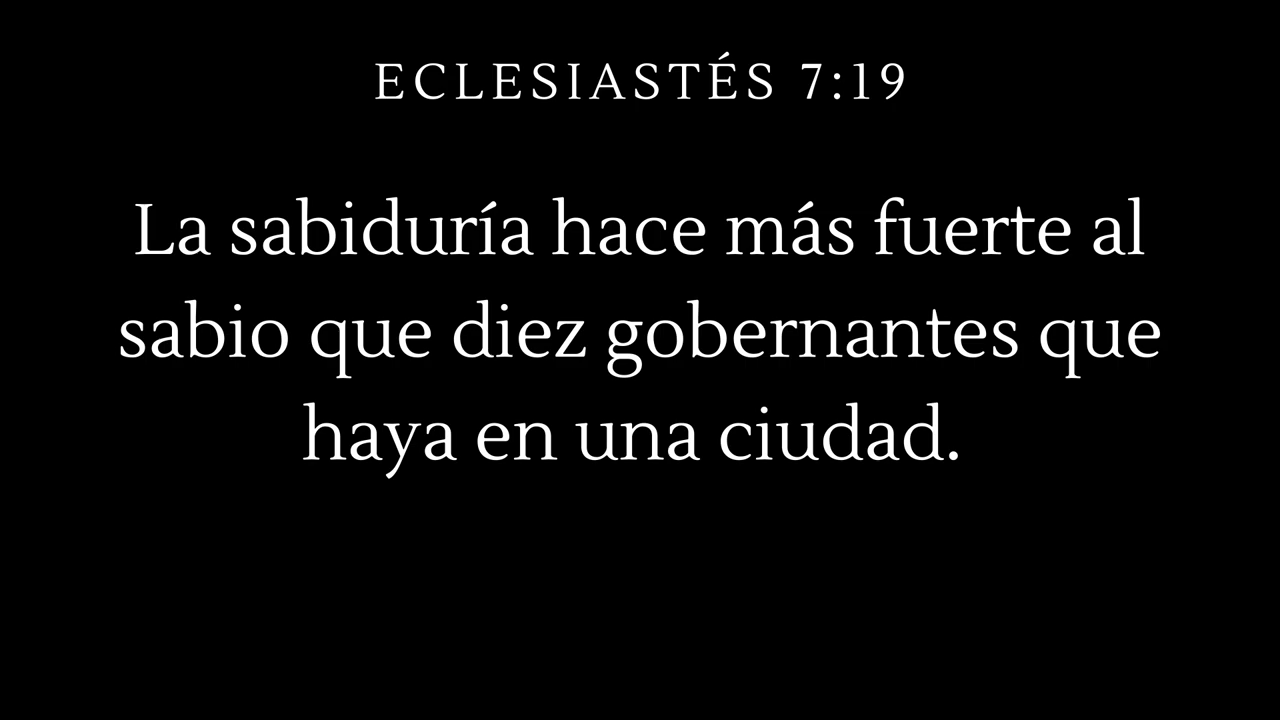 ECLESIASTÉS 7:19
La sabiduría hace más fuerte al
sabio que diez gobernantes que
haya en una ciudad.